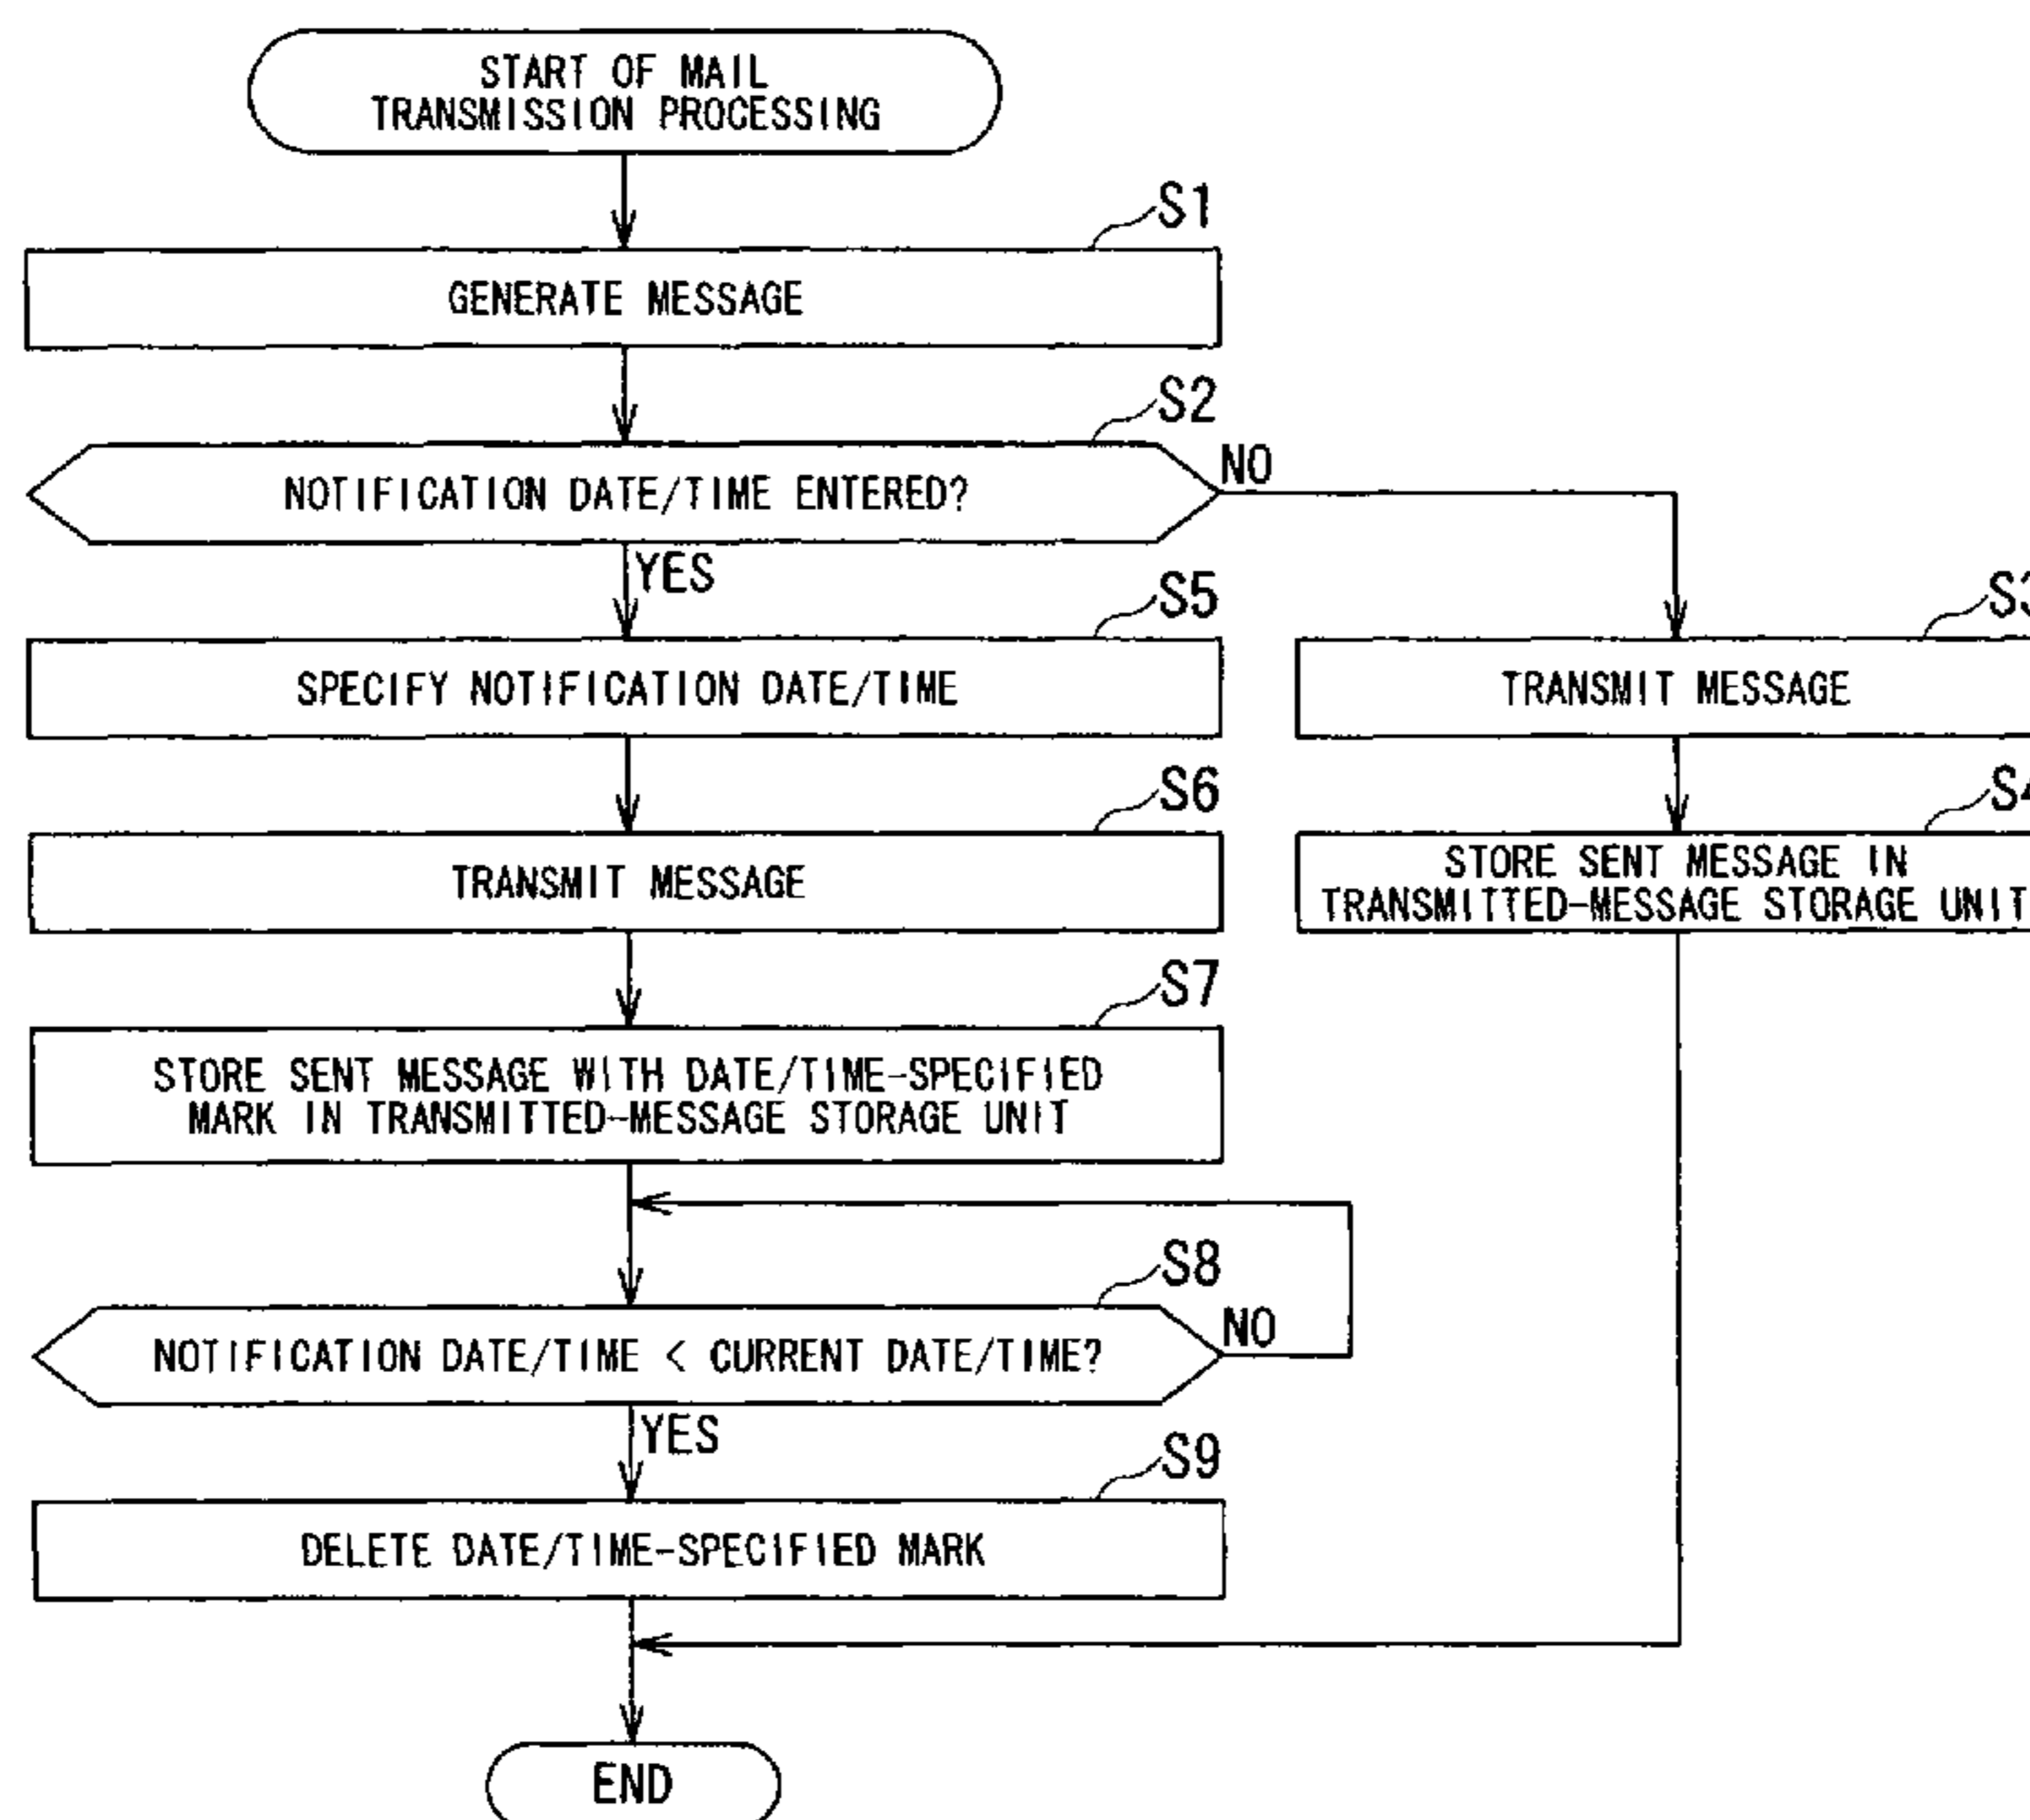 START OF MAIL
TRANSMISSION PROCESSING
S1
GENERATE MESSAGE
S2
NOTIFICATION DATE/TIME ENTERED?
NO
YES
S5
SPECIFY NOTIFICATION DATE/TIME
S3
TRANSMIT MESSAGE
S6
TRANSMIT MESSAGE
S4
STORE SENT MESSAGE IN
TRANSMITTED-MESSAGE STORAGE UNIT
S7
STORE SENT MESSAGE WITH DATE/TIME-SPECIFIED
MARK IN TRANSMITTED-MESSAGE STORAGE UNIT
S8
NOTIFICATION DATE/TIME < CURRENT DATE/TIME?
NO
YES
S9
DELETE DATE/TIME-SPECIFIED MARK
END